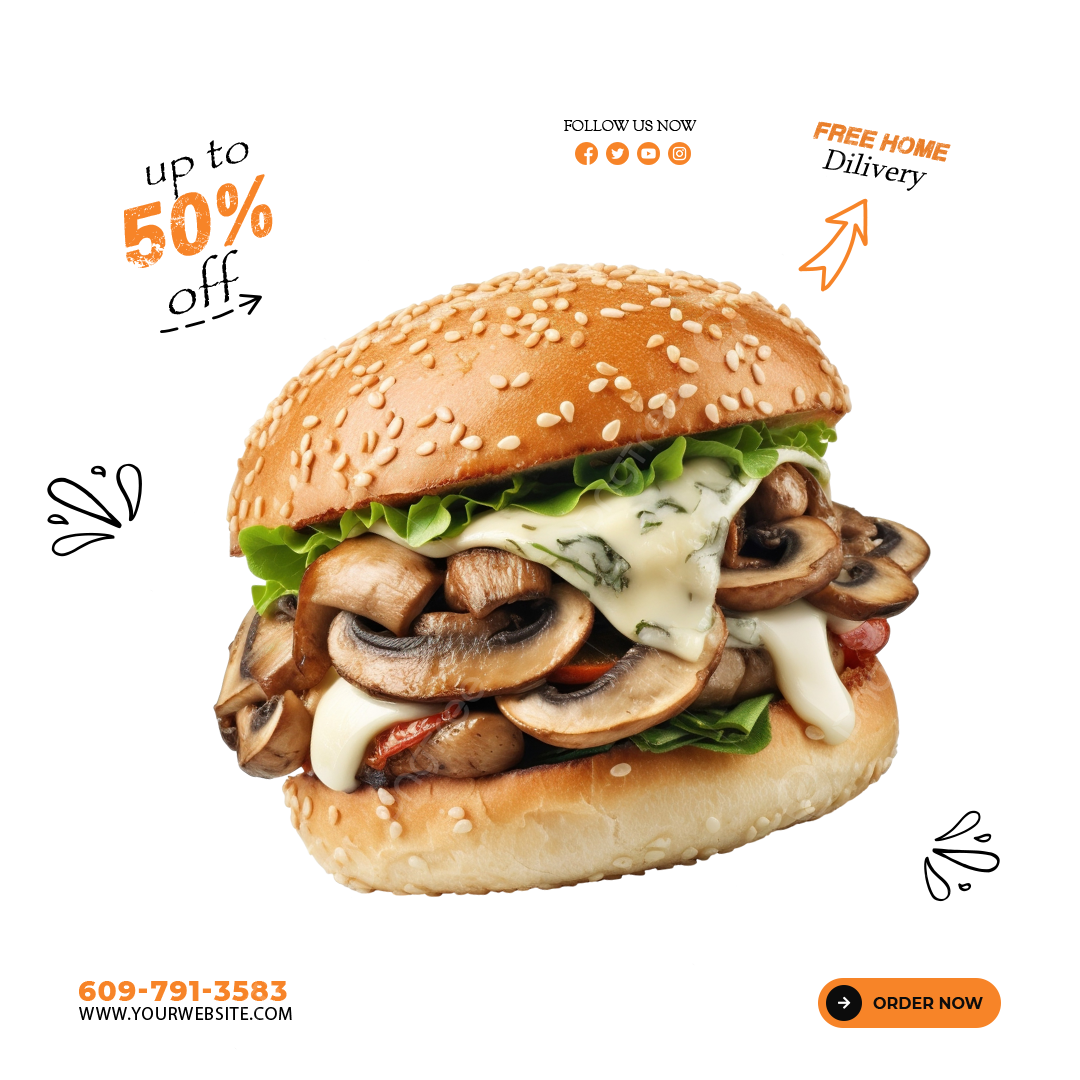 FOLLOW US NOW
FREE HOME
Dilivery
up to
50%
off
609-791-3583
WWW.YOURWEBSITE.COM
ORDER NOW